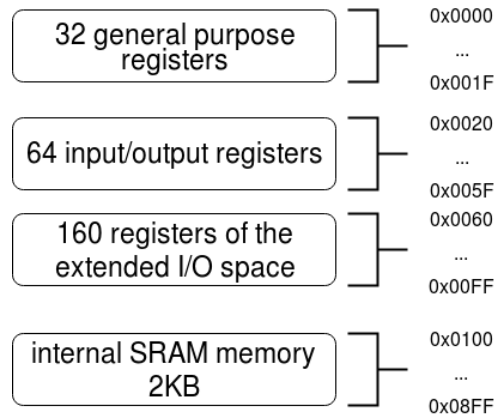 32 general purpose
registers
0x0000
...
0x001F
64 input/output registers
0x0020
...
0x005F
160 registers of the
extended I/O space
0x0060
...
0x00FF
internal SRAM memory
2KB
0x0100
...
0x08FF